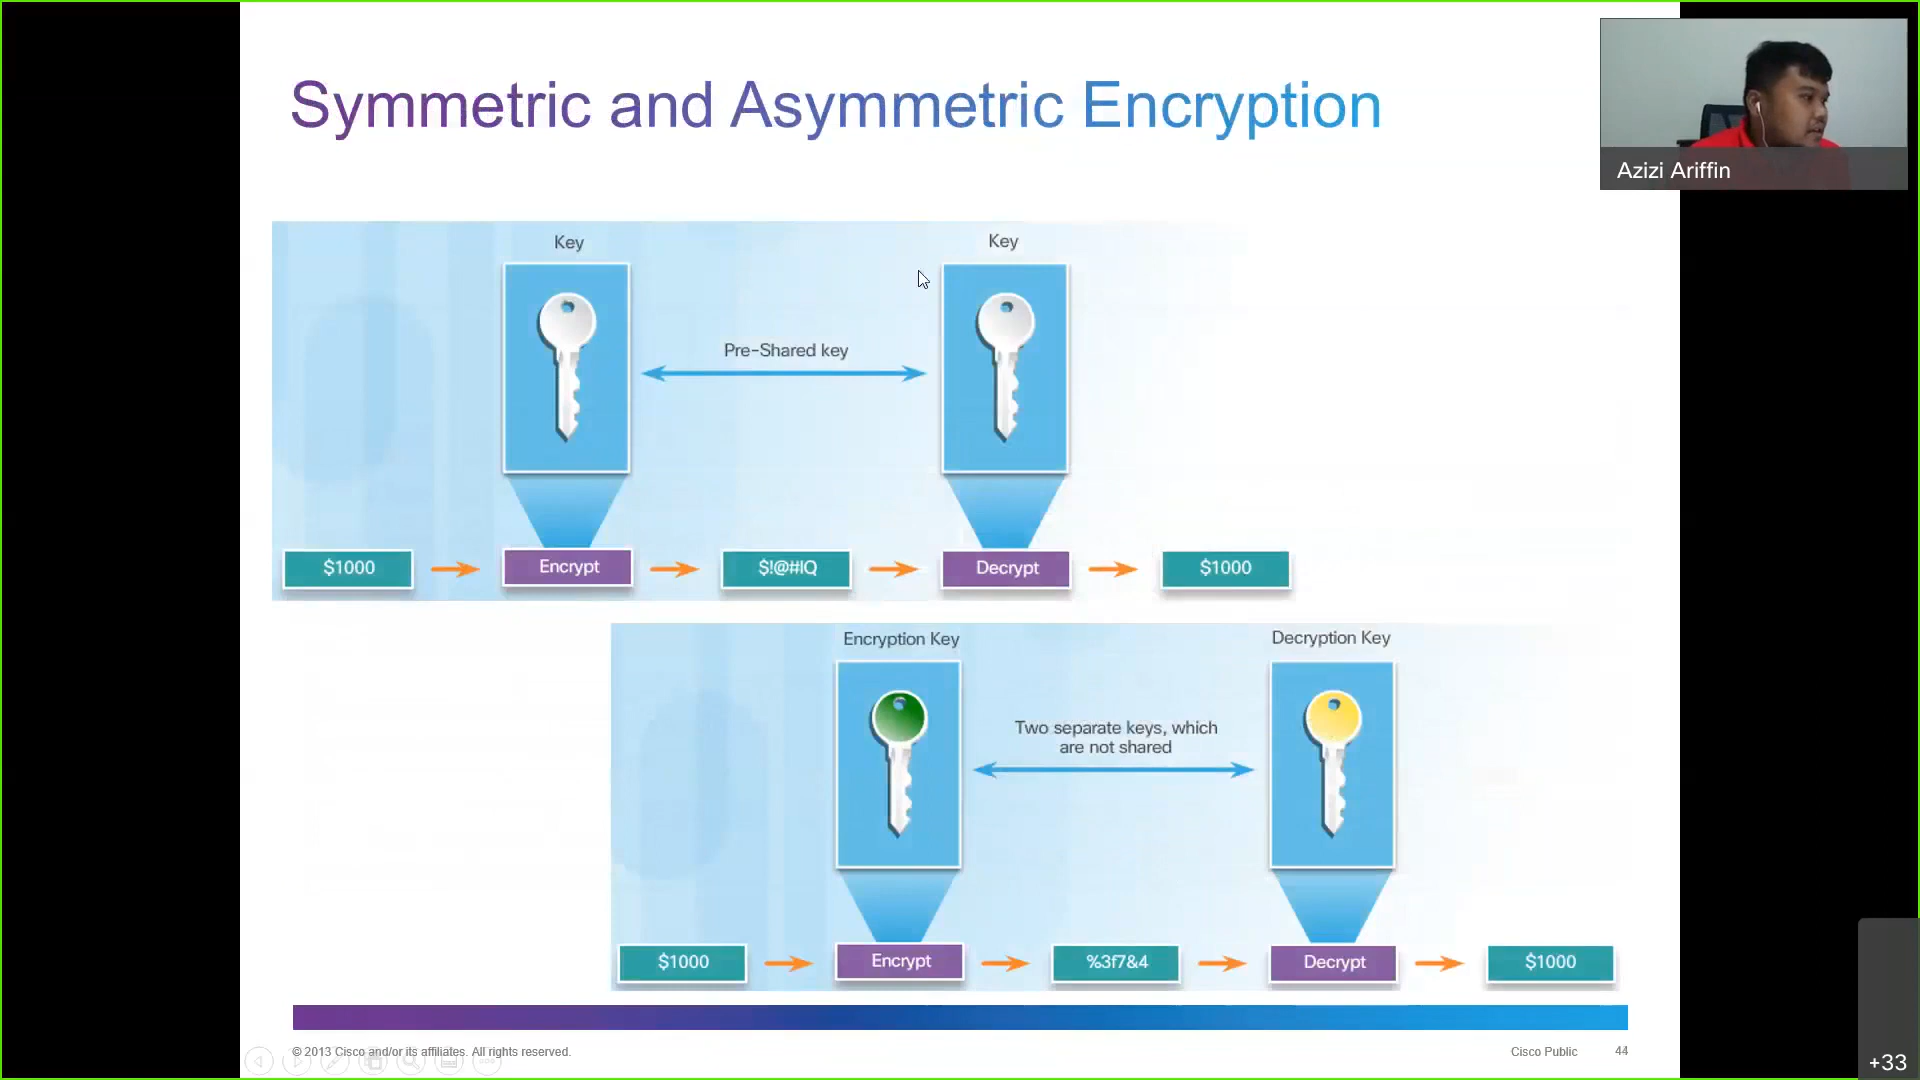 Symmetric and Asymmetric Encryption
Azizi Ariffin
Key
Key
Pre-Shared key
$1000
Encrypt
$!@#IQ
Decrypt
$1000
Encryption Key
Decryption Key
Two separate keys, which
are not shared
$1000
Encrypt
%3f7&4
Decrypt
$1000
© 2013 Cisco and/or its affiliates. All rights reserved.
Cisco Public
44
+33